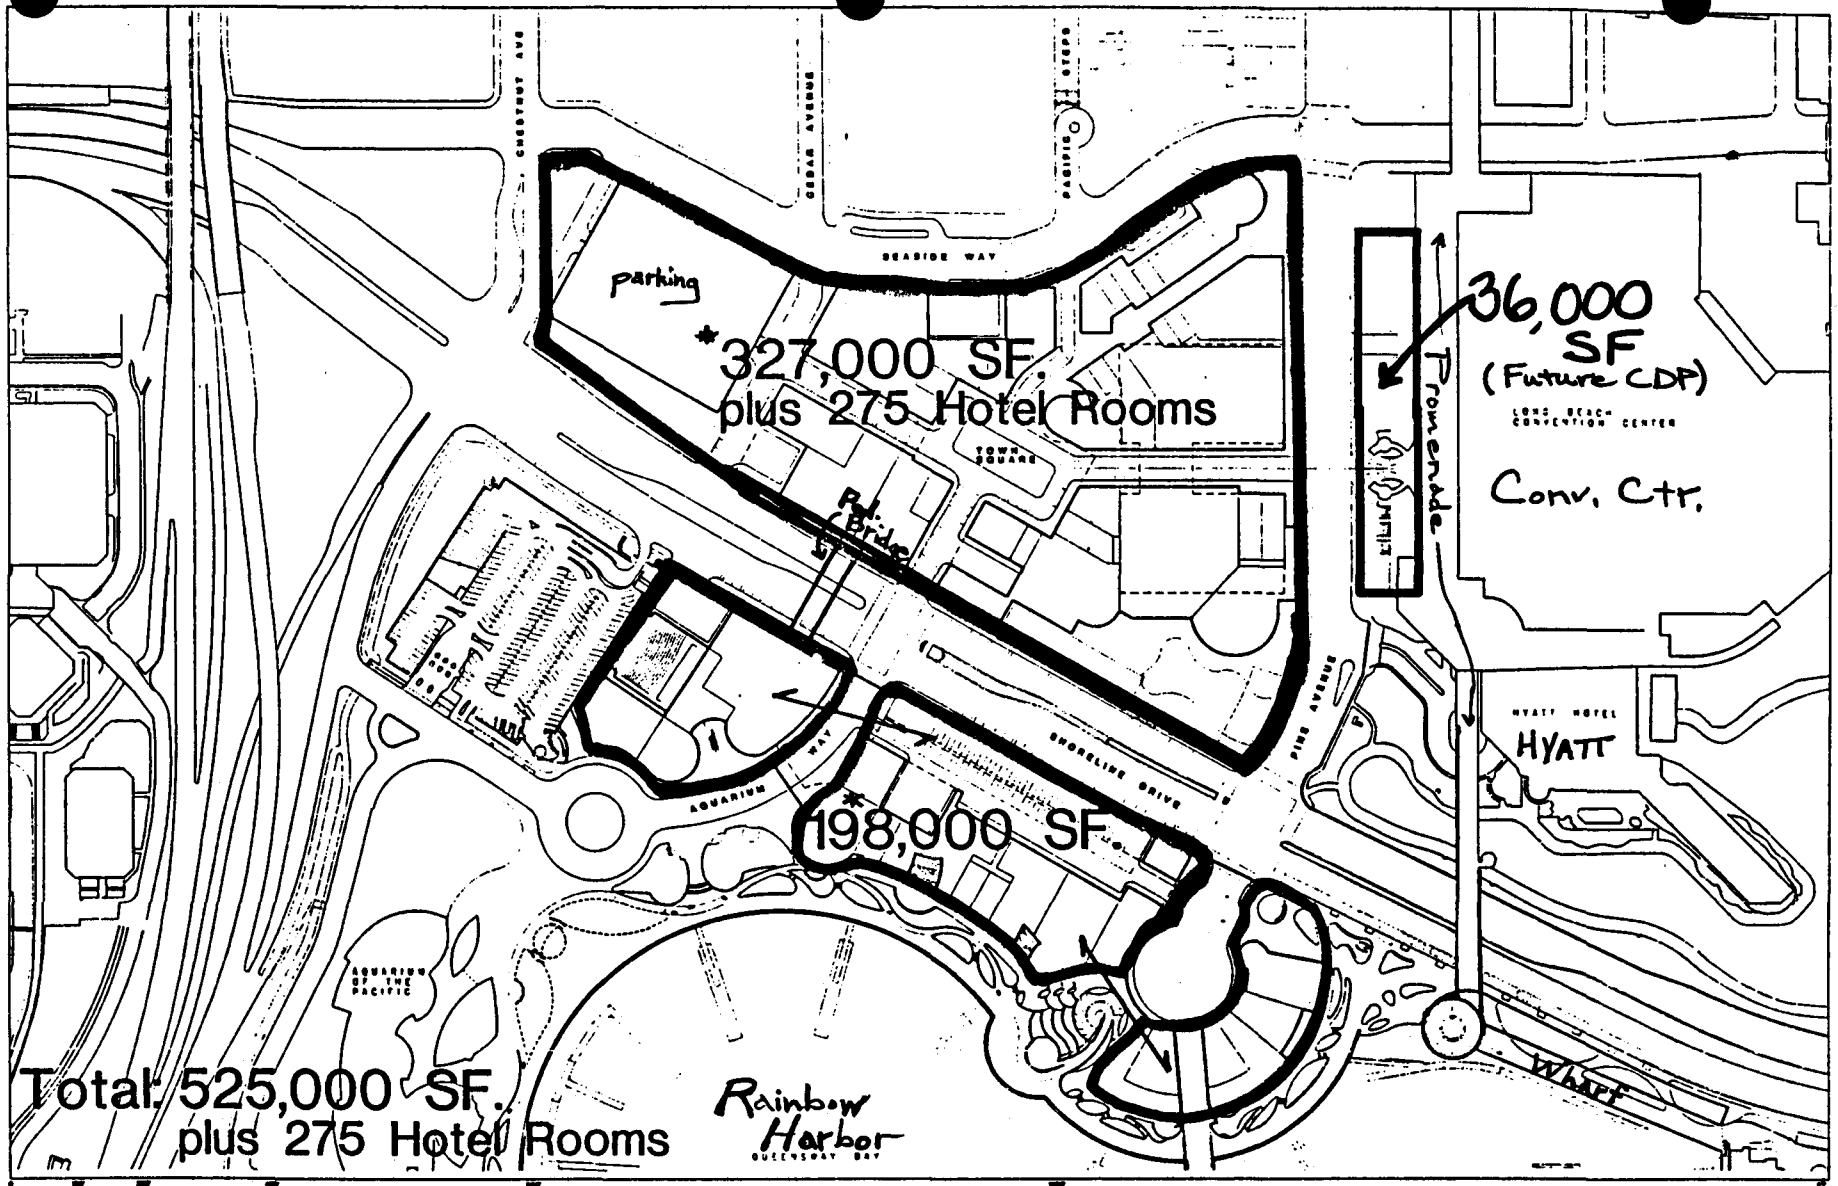 CHESTNUT AVE
CEDAR AVENUE
PACIFIC STEPS
SEASIDE WAY
parking
*327,000 SF.
plus 275 Hotel Rooms
36,000
SF
(Future CDP)
LONG BEACH
CONVENTION CENTER
Promenade
Conv. Ctr.
TOWN
SQUARE
Ped.
Bridge
PINE AVENUE
SHORELINE DRIVE
HYATT HOTEL
HYATT
AQUARIUM WAY
*198,000 SF.
AQUARIUM
OF THE
PACIFIC
Total: 525,000 SF.
plus 275 Hotel Rooms
Rainbow
Harbor
QUEENSWAY BAY
Wharf